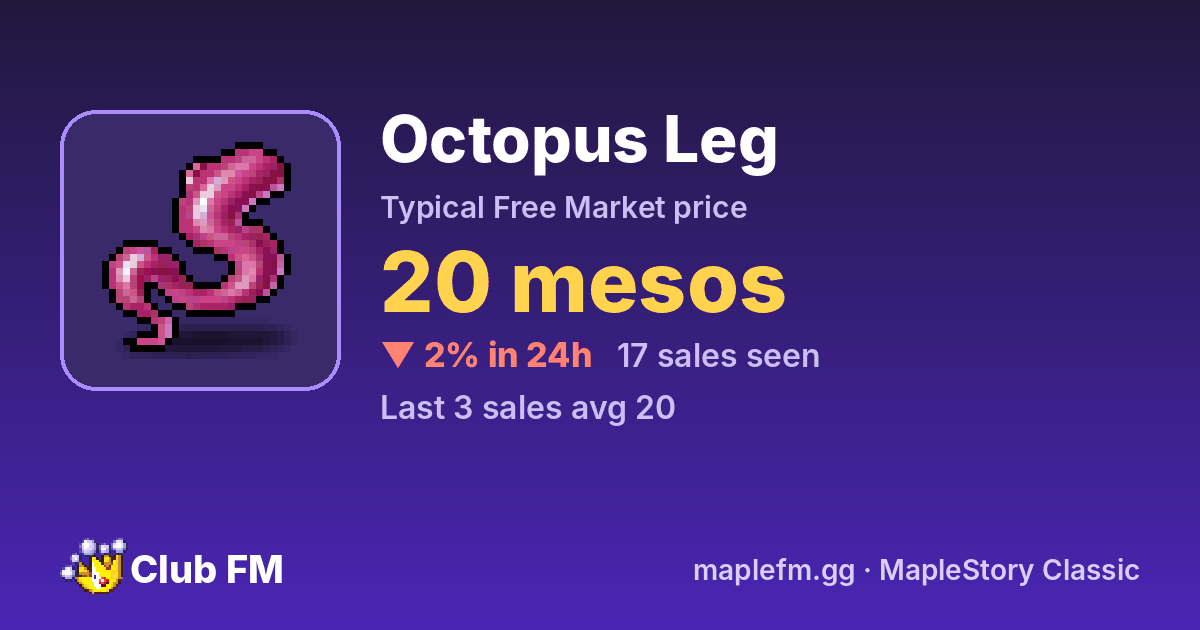 Octopus Leg
Typical Free Market price
20 mesos
▼ 2% in 24h 17 sales seen
Last 3 sales avg 20
Club FM
maplefm.gg · MapleStory Classic